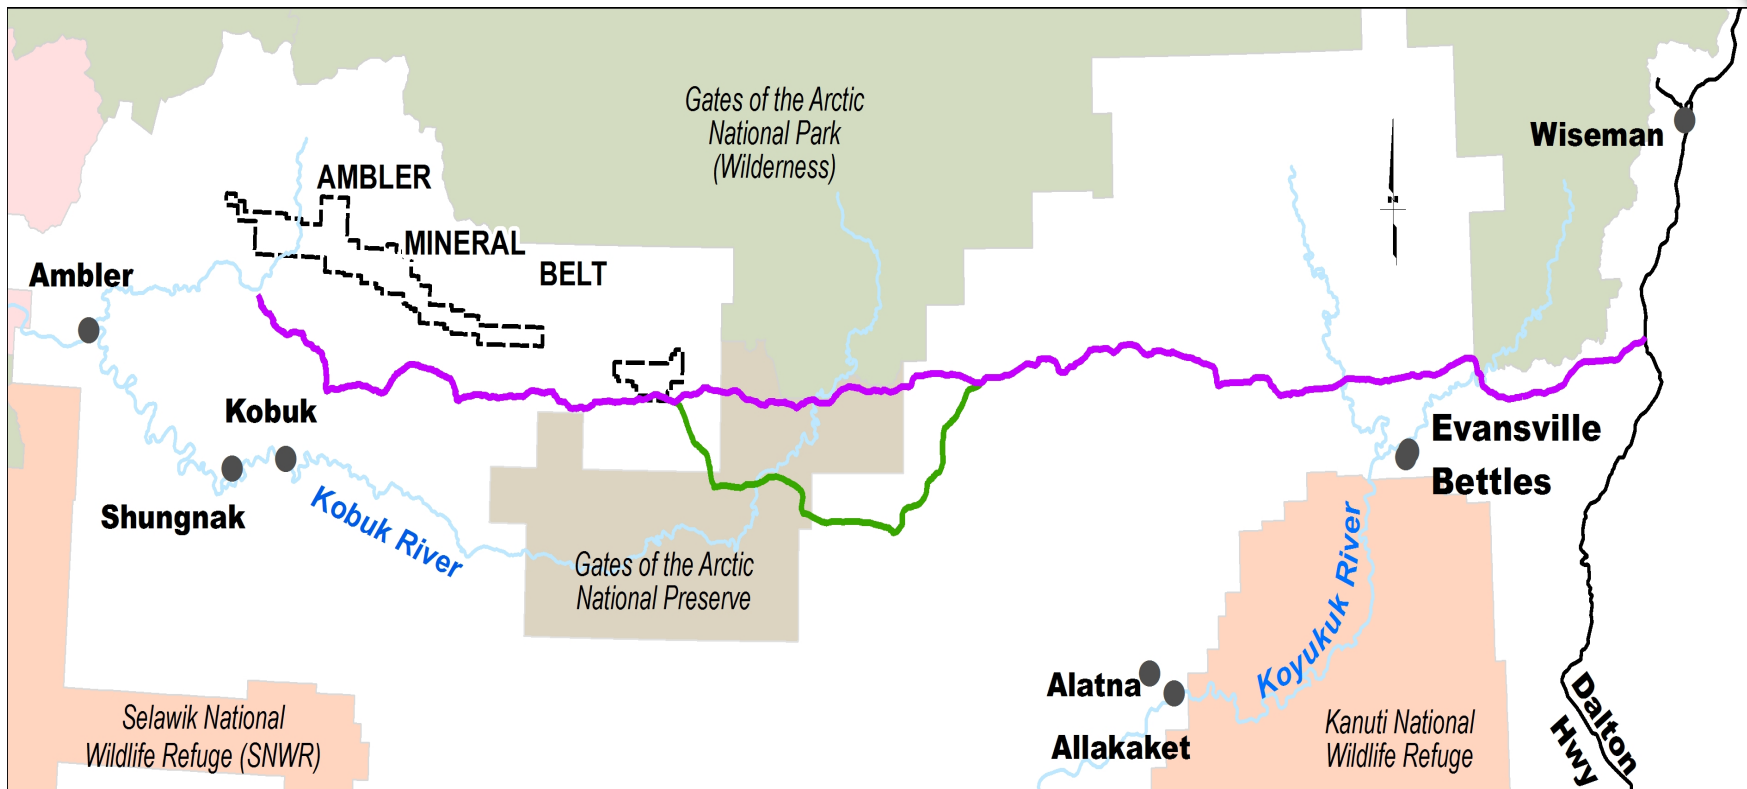 Gates of the Arctic
National Park
(Wilderness)
Wiseman
AMBLER
MINERAL
BELT
Ambler
Kobuk
Shungnak
Kobuk River
Evansville
Bettles
Gates of the Arctic
National Preserve
Koyukuk River
Alatna
Allakaket
Selawik National
Wildlife Refuge (SNWR)
Kanuti National
Wildlife Refuge
Dalton
Hwy